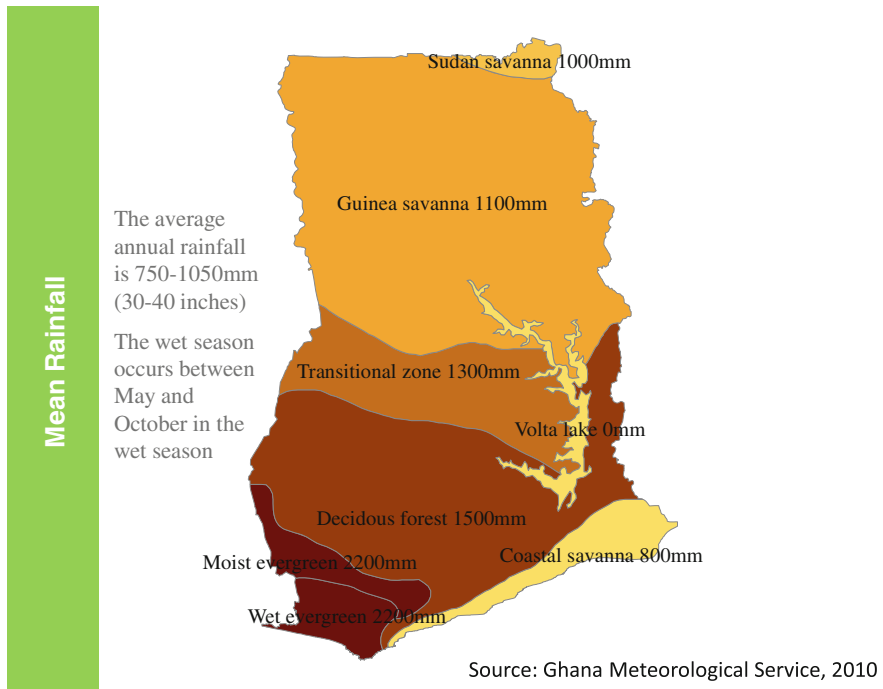 Mean Rainfall
The average
annual rainfall
is 750-1050mm
(30-40 inches)
The wet season
occurs between
May and
October in the
wet season
Sudan savanna 1000mm
Guinea savanna 1100mm
Transitional zone 1300mm
Volta lake 0mm
Decidous forest 1500mm
Coastal savanna 800mm
Moist evergreen 2200mm
Wet evergreen 2200mm
Source: Ghana Meteorological Service, 2010